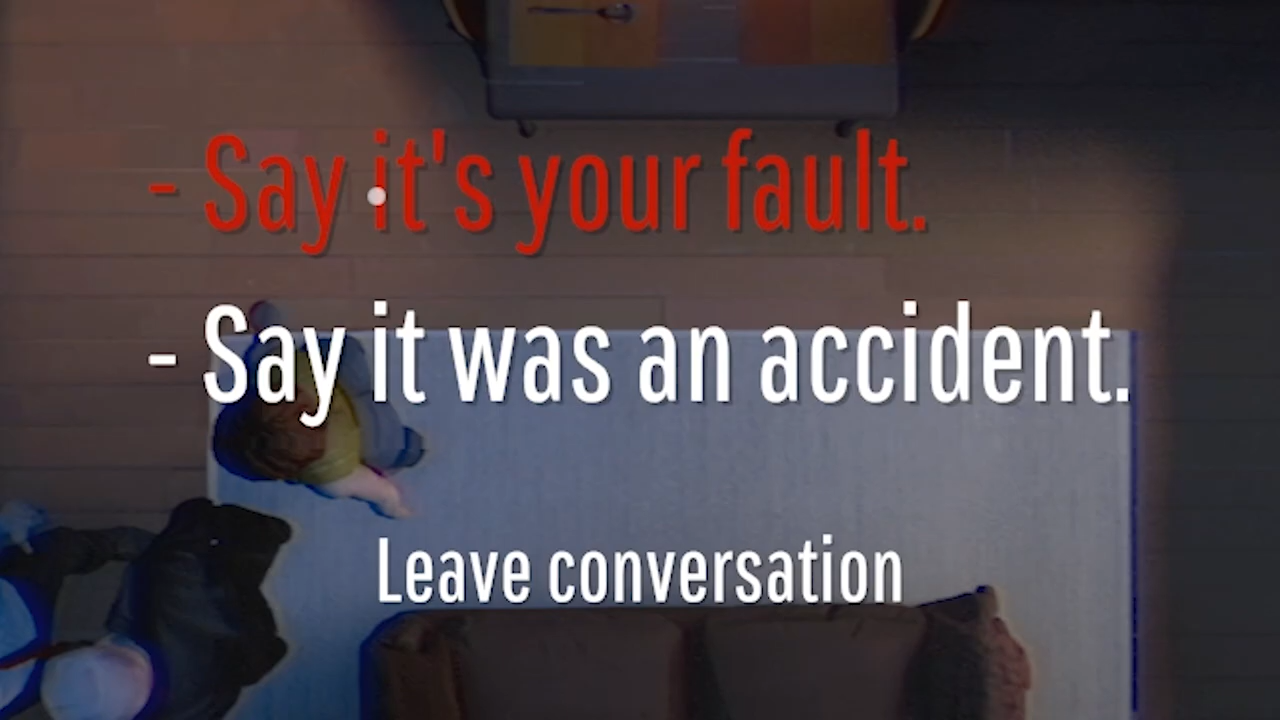 - Say it's your fault.
- Say it was an accident.
Leave conversation